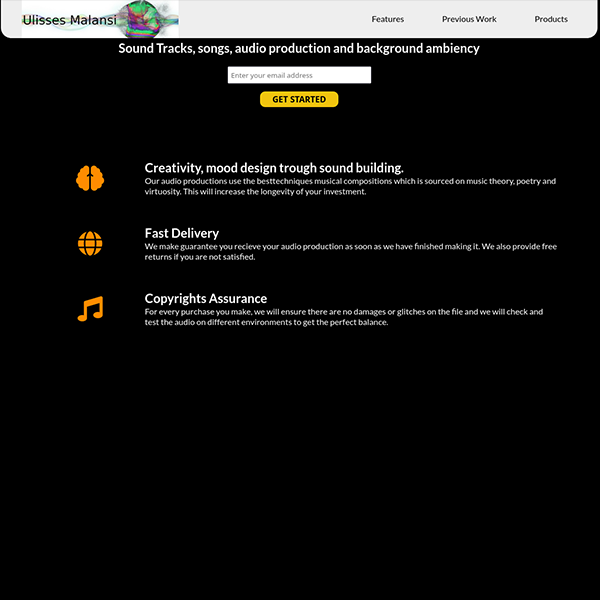 Ulisses Malansi
Features
Previous Work
Products
Sound Tracks, songs, audio production and background ambiency
Enter your email address
GET STARTED
Creativity, mood design trough sound building.
Our audio productions use the besttechniques musical compositions which is sourced on music theory, poetry and
virtuosity. This will increase the longevity of your investment.
Fast Delivery
We make guarantee you recieve your audio production as soon as we have finished making it. We also provide free
returns if you are not satisfied.
Copyrights Assurance
For every purchase you make, we will ensure there are no damages or glitches on the file and we will check and
test the audio on different environments to get the perfect balance.